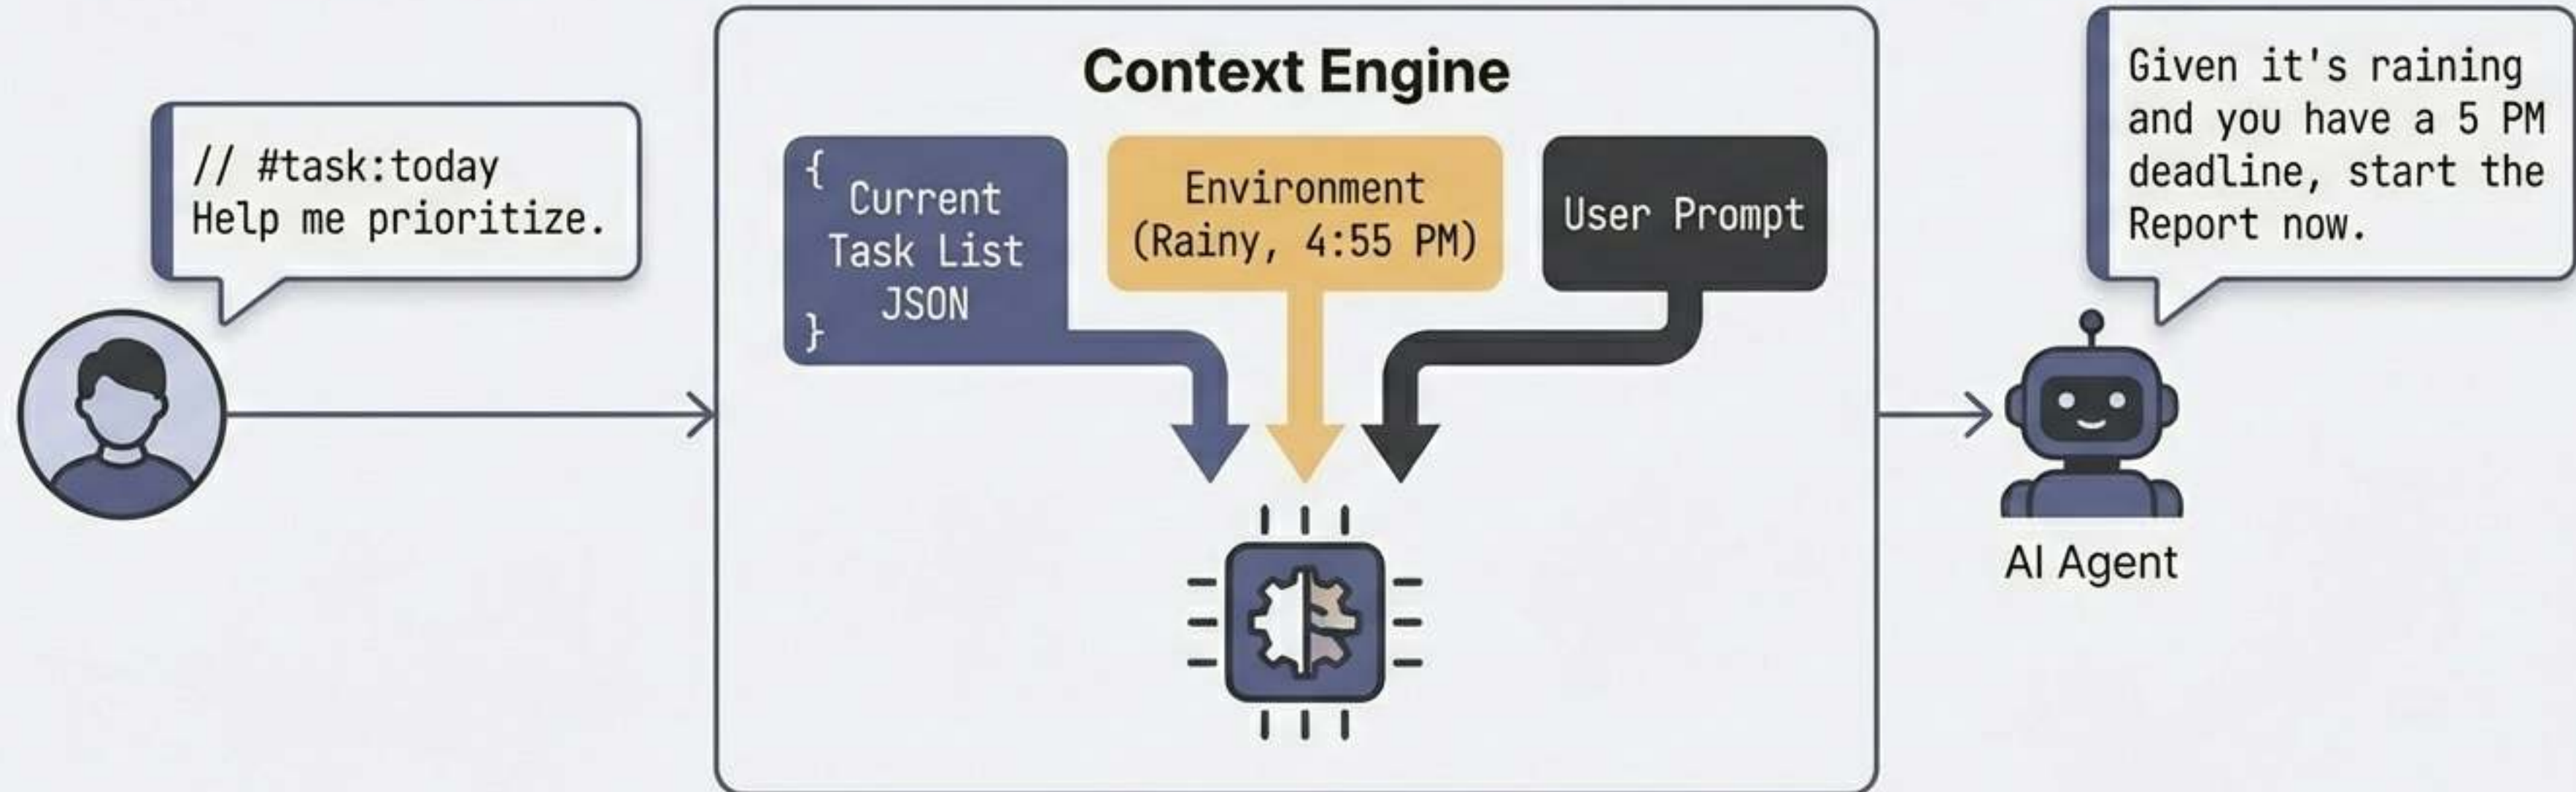 // #task:today
Help me prioritize.
Context Engine
{
Current
Task List
JSON
}
Environment
(Rainy, 4:55 PM)
User Prompt
Given it's raining
and you have a 5 PM
deadline, start the
Report now.
AI Agent